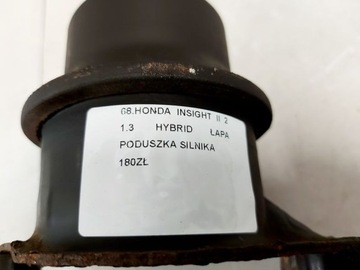 68.HONDA INSIGHT II 2
1.3 HYBRID ŁAPA
PODUSZKA SILNIKA
180ZŁ